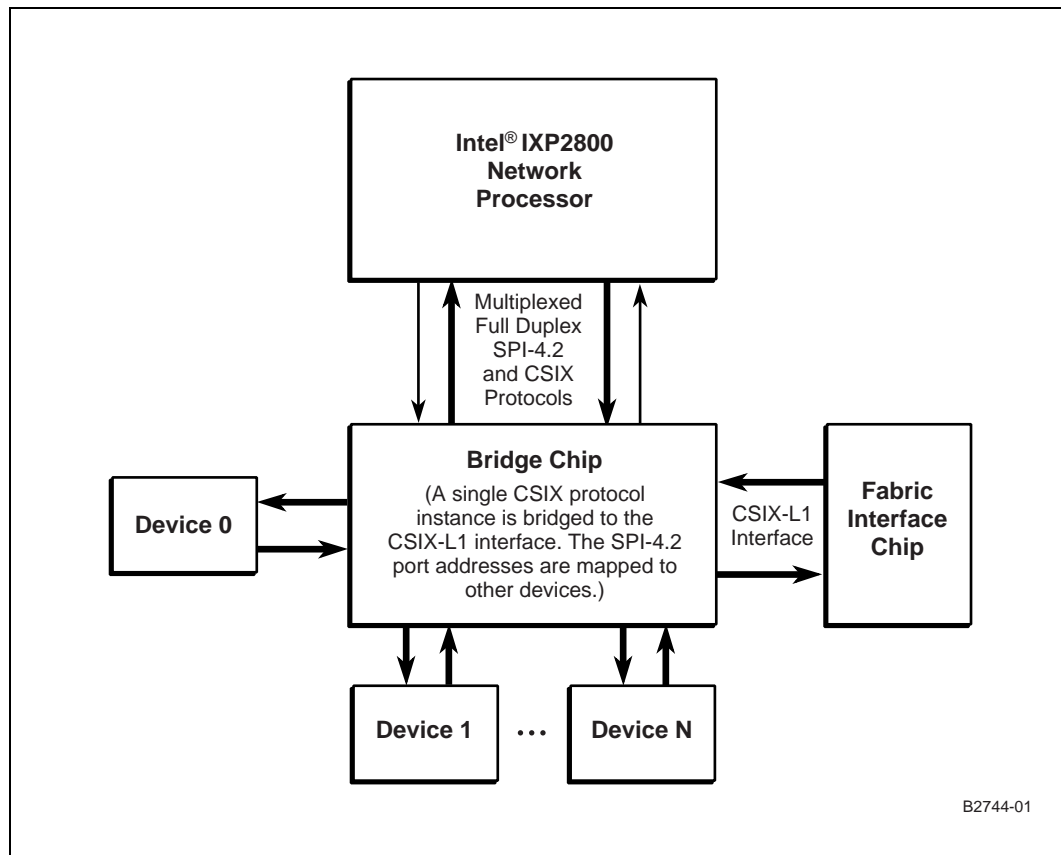 Intel® IXP2800
Network
Processor
Multiplexed
Full Duplex
SPI-4.2
and CSIX
Protocols
Bridge Chip
(A single CSIX protocol
instance is bridged to the
CSIX-L1 interface. The SPI-4.2
port addresses are mapped to
other devices.)
Device 0
CSIX-L1
Interface
Fabric
Interface
Chip
Device 1
...
Device N
B2744-01